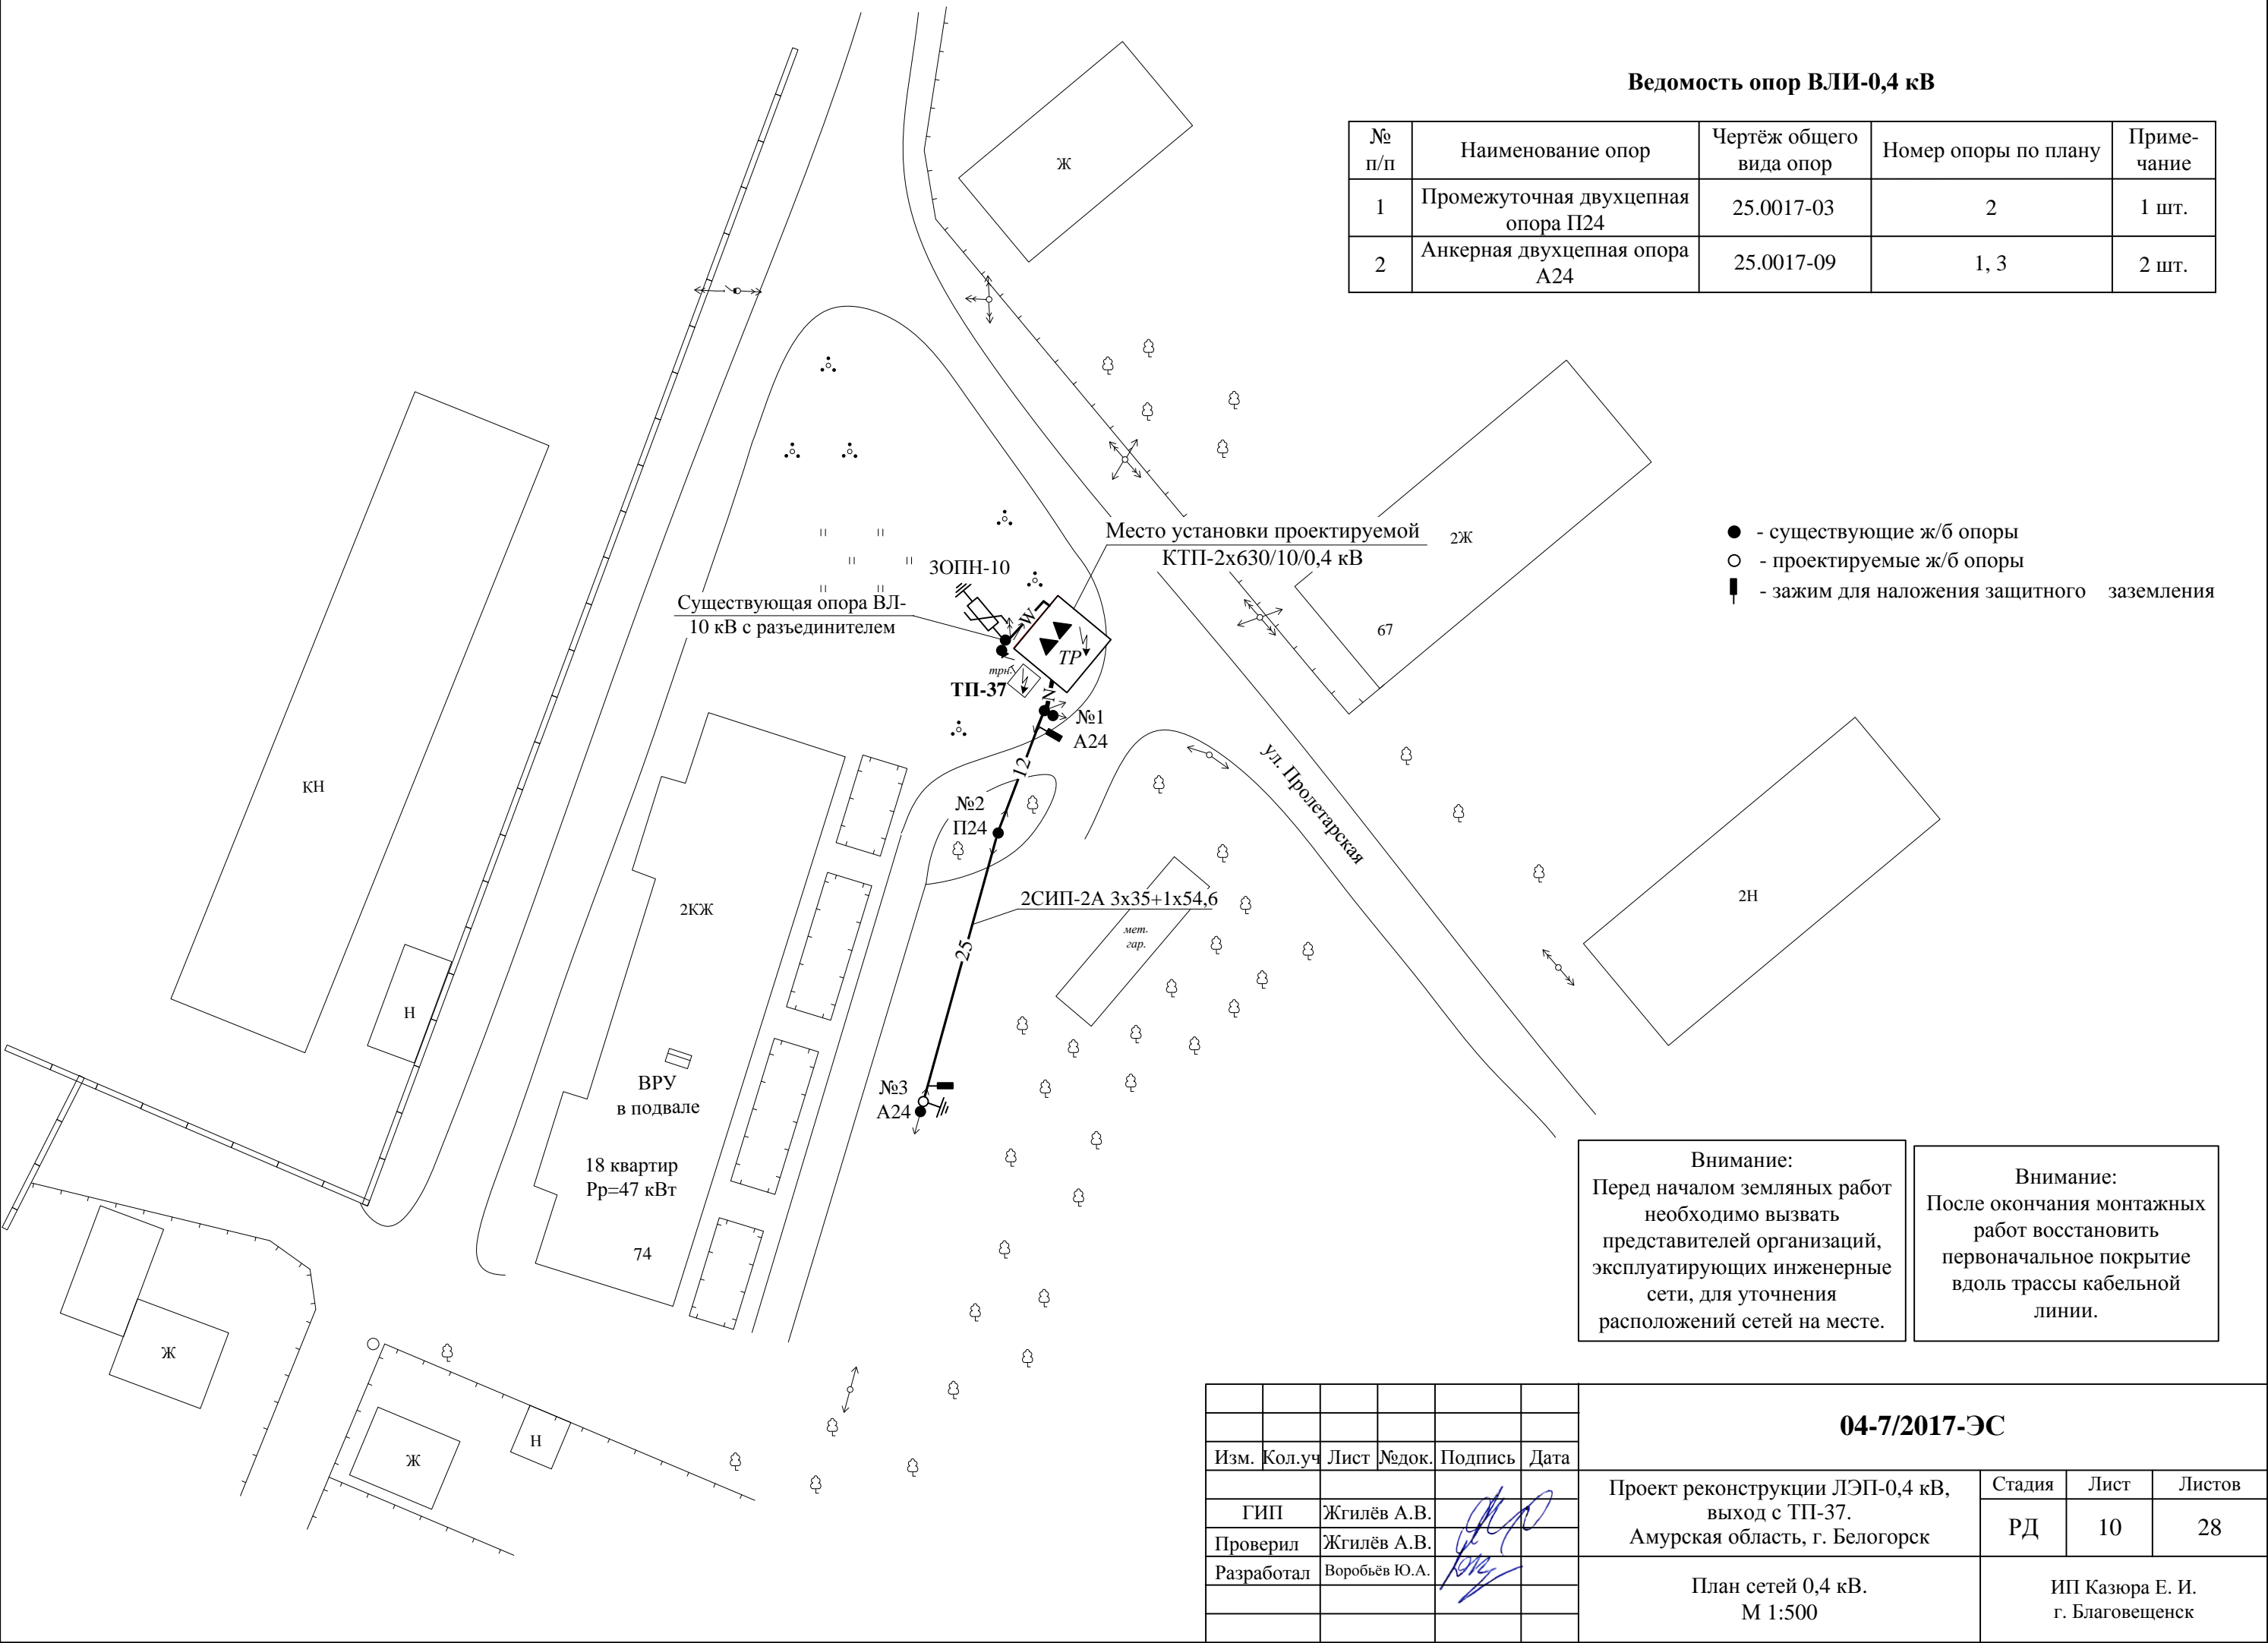 Ведомость опор ВЛИ-0,4 кВ
№ п/п
Наименование опор
Чертёж общего вида опор
Номер опоры по плану
Приме-
чание
1
Промежуточная двухцепная
опора П24
25.0017-03
2
1 шт.
2
Анкерная двухцепная опора
А24
25.0017-09
1, 3
2 шт.
- существующие ж/б опоры
- проектируемые ж/б опоры
- зажим для наложения защитного заземления
Ж
Место установки проектируемой
КТП-2х630/10/0,4 кВ
2Ж
67
3ОПН-10
Существующая опора ВЛ-
10 кВ с разъединителем
W
ТР
трн.
ТП-37
N
№1
А24
12
№2
П24
ул. Пролетарская
2СИП-2А 3х35+1х54,6
мет.
гар.
25
2Н
КН
Н
2КЖ
ВРУ
в подвале
№3
А24
18 квартир
Рр=47 кВт
74
Ж
Ж
Н
Внимание:
Перед началом земляных работ
необходимо вызвать
представителей организаций,
эксплуатирующих инженерные
сети, для уточнения
расположений сетей на месте.
Внимание:
После окончания монтажных
работ восстановить
первоначальное покрытие
вдоль трассы кабельной
линии.
04-7/2017-ЭС
Изм.
Кол.уч
Лист
№док.
Подпись
Дата
ГИП
Жгилёв А.В.
Проверил
Жгилёв А.В.
Разработал
Воробьёв Ю.А.
Проект реконструкции ЛЭП-0,4 кВ,
выход с ТП-37.
Амурская область, г. Белогорск
Стадия
Лист
Листов
РД
10
28
План сетей 0,4 кВ.
М 1:500
ИП Казюра Е. И.
г. Благовещенск